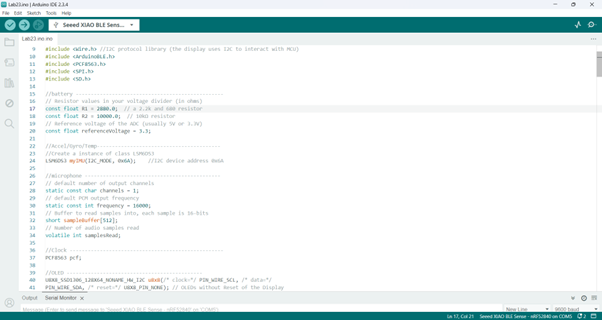 Lab23.ino | Arduino IDE 2.3.4
File Edit Sketch Tools Help
Seeed XIAO BLE Sens...
Lab23.ino.ino
9 #include <Wire.h> //I2C protocol library (the display uses I2C to interact with MCU)
10 #include <ArduinoBLE.h>
11 #include <PCF8563.h>
12 #include <SPI.h>
13 #include <SD.h>
14
15 //battery
16 // Resistor values in your voltage divider (in ohms)
17 const float R1 = 2880.0; // a 2.2k and 680 resistor
18 const float R2 = 10000.0; // 10kΩ resistor
19 // Reference voltage of the ADC (usually 5V or 3.3V)
20 const float referenceVoltage = 3.3;
21
22 //Accel/Gyro/Temp
23 //Create a instance of class LSM6DS3
24 LSM6DS3 myIMU(I2C_MODE, 0x6A); //I2C device address 0x6A
25
26 //Microphone
27 // default number of output channels
28 static const char channels = 1;
29 // default PCM output frequency
30 static const int frequency = 16000;
31 // Buffer to read samples into, each sample is 16-bits
32 short sampleBuffer[512];
33 // Number of audio samples read
34 volatile int samplesRead;
35
36 //Clock
37 PCF8563 pcf;
38
39 //OLED
40 U8X8_SSD1306_128X64_NONAME_HW_I2C u8x8(/* clock=*/ PIN_WIRE_SCL, /* data=*/
41 PIN_WIRE_SDA, /* reset=*/ U8X8_PIN_NONE); // OLEDs without Reset of the Display
Output Serial Monitor
Message (Enter to send message to 'Seeed XIAO BLE Sense - nRF52840' on 'COM5')
New Line 9600 baud
Ln 17, Col 21 Seeed XIAO BLE Sense - nRF52840 on COM5 2